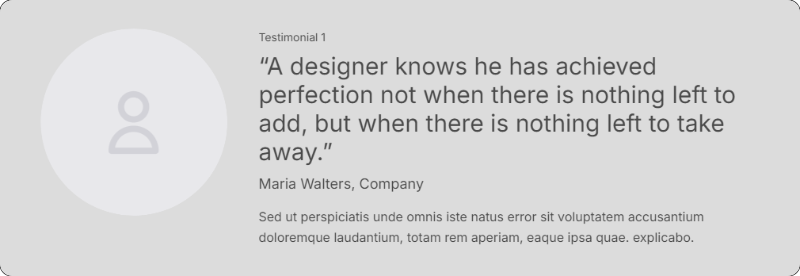 Testimonial 1
“A designer knows he has achieved
perfection not when there is nothing left to
add, but when there is nothing left to take
away.”
Maria Walters, Company
Sed ut perspiciatis unde omnis iste natus error sit voluptatem accusantium
doloremque laudantium, totam rem aperiam, eaque ipsa quae. explicabo.